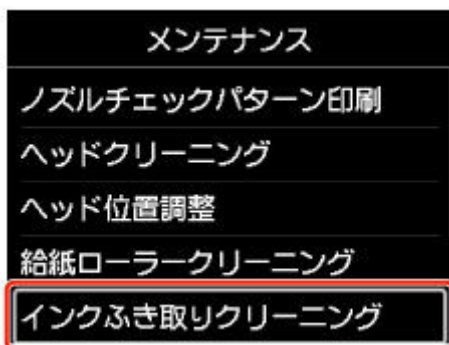 メンテナンス
ノズルチェックパターン印刷
ヘッドクリーニング
ヘッド位置調整
給紙ローラークリーニング
インクふき取りクリーニング